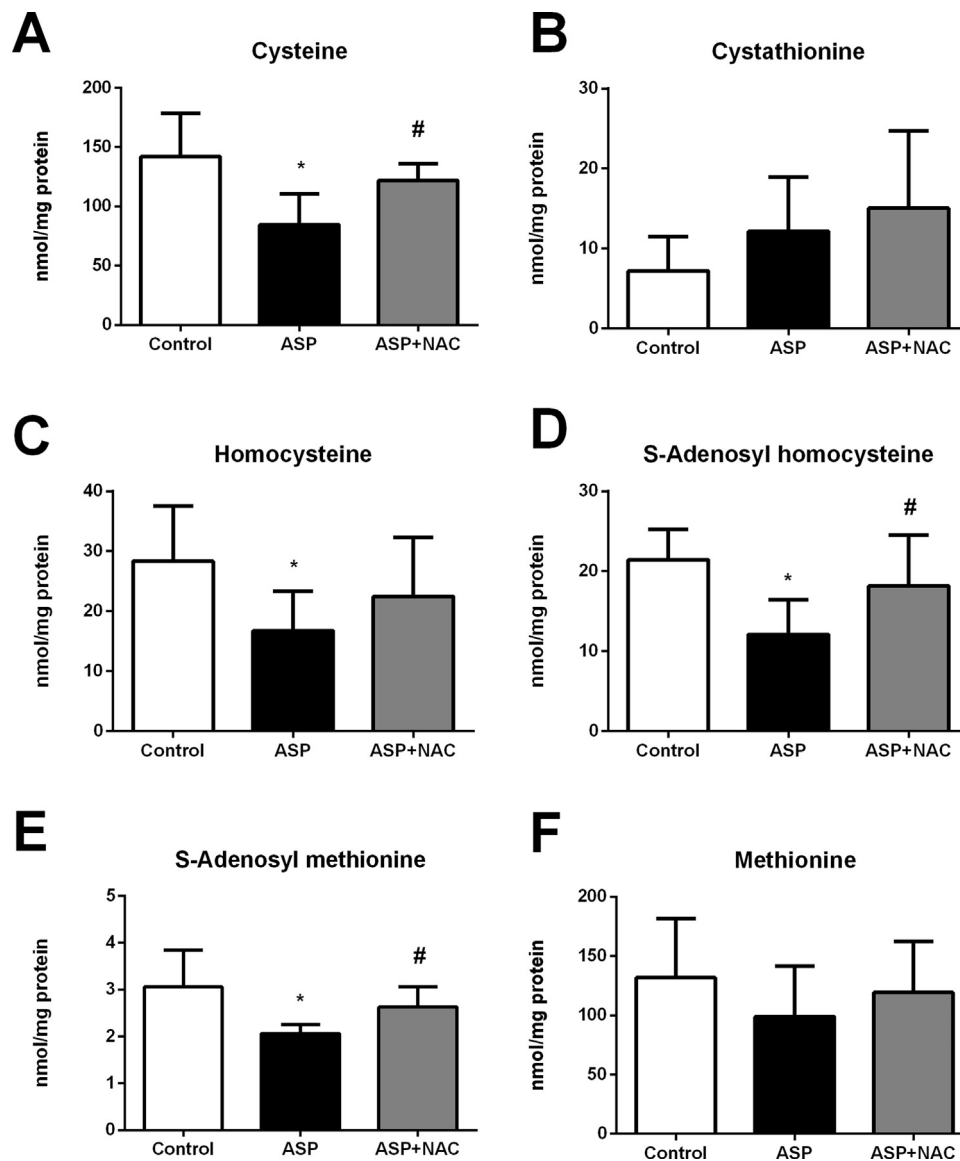 A
Cysteine
nmol/mg protein
200
150
100
50
0
*
#
Control ASP ASP+NAC
B
Cystathionine
nmol/mg protein
30
20
10
0
Control ASP ASP+NAC
C
Homocysteine
nmol/mg protein
40
30
20
10
0
*
Control ASP ASP+NAC
D
S-Adenosyl homocysteine
nmol/mg protein
30
20
10
0
*
#
Control ASP ASP+NAC
E
S-Adenosyl methionine
nmol/mg protein
5
4
3
2
1
0
*
#
Control ASP ASP+NAC
F
Methionine
nmol/mg protein
200
150
100
50
0
Control ASP ASP+NAC